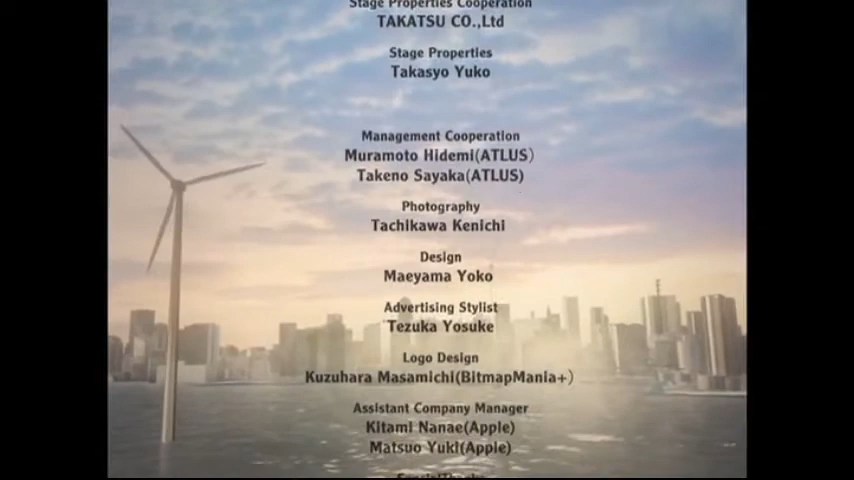 Stage Properties Cooperation
TAKATSU CO.,Ltd
Stage Properties
Takasyo Yuko
Management Cooperation
Muramoto Hidemi(ATLUS)
Takeno Sayaka(ATLUS)
Photography
Tachikawa Kenichi
Design
Maeyama Yoko
Advertising Stylist
Tezuka Yosuke
Logo Design
Kuzuhara Masamichi(BitmapMania+)
Assistant Company Manager
Kitami Nanae(Apple)
Matsuo Yuki(Apple)
SpecialThanks